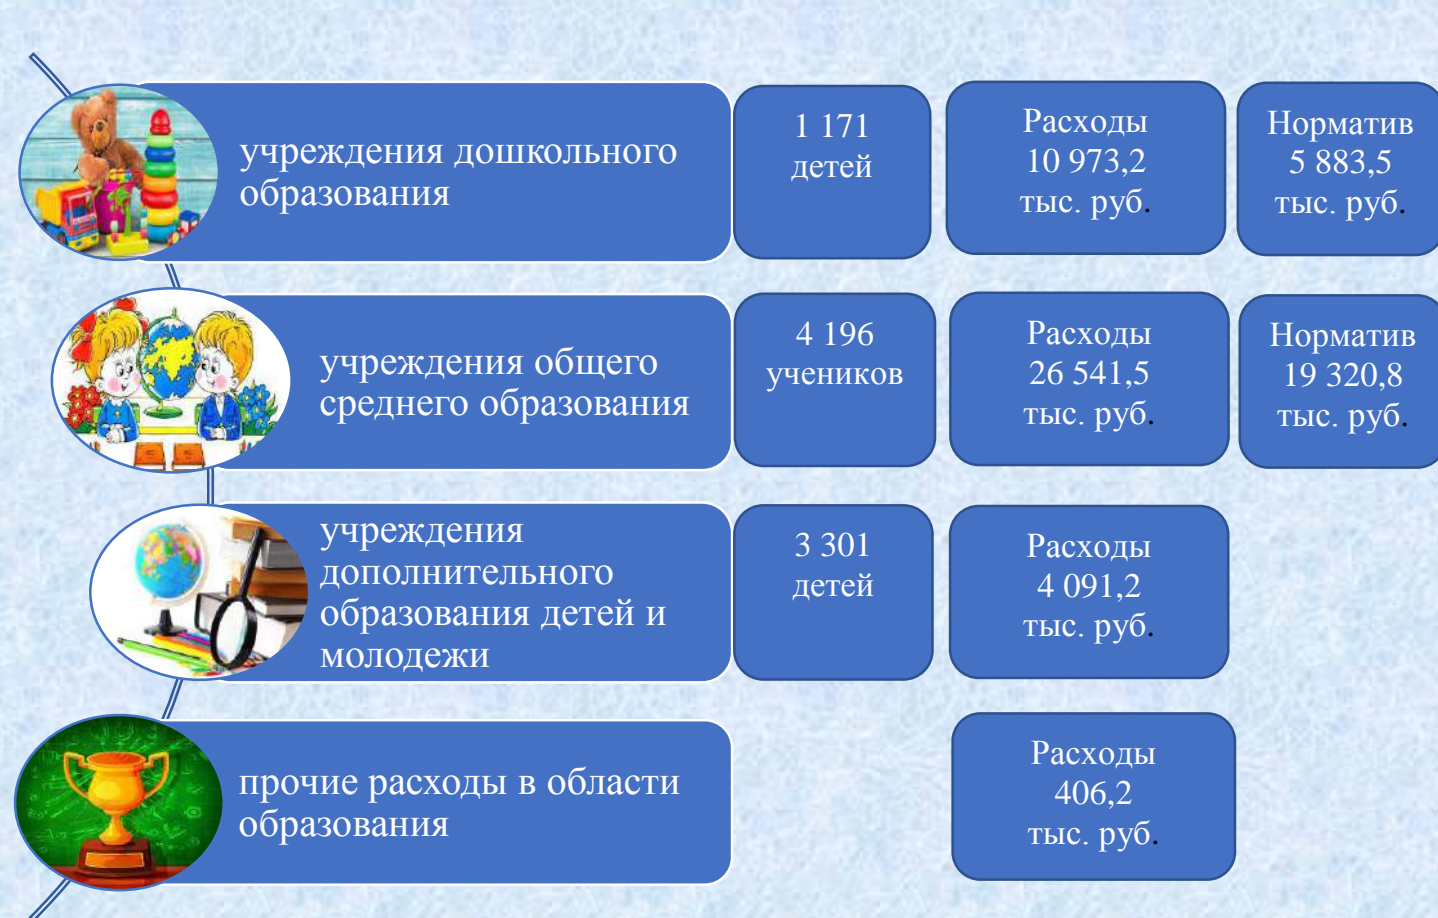 учреждения дошкольного
образования
1 171
детей
Расходы
10 973,2
тыс. руб.
Норматив
5 883,5
тыс. руб.
учреждения общего
среднего образования
4 196
учеников
Расходы
26 541,5
тыс. руб.
Норматив
19 320,8
тыс. руб.
учреждения
дополнительного
образования детей и
молодежи
3 301
детей
Расходы
4 091,2
тыс. руб.
прочие расходы в области
образования
Расходы
406,2
тыс. руб.